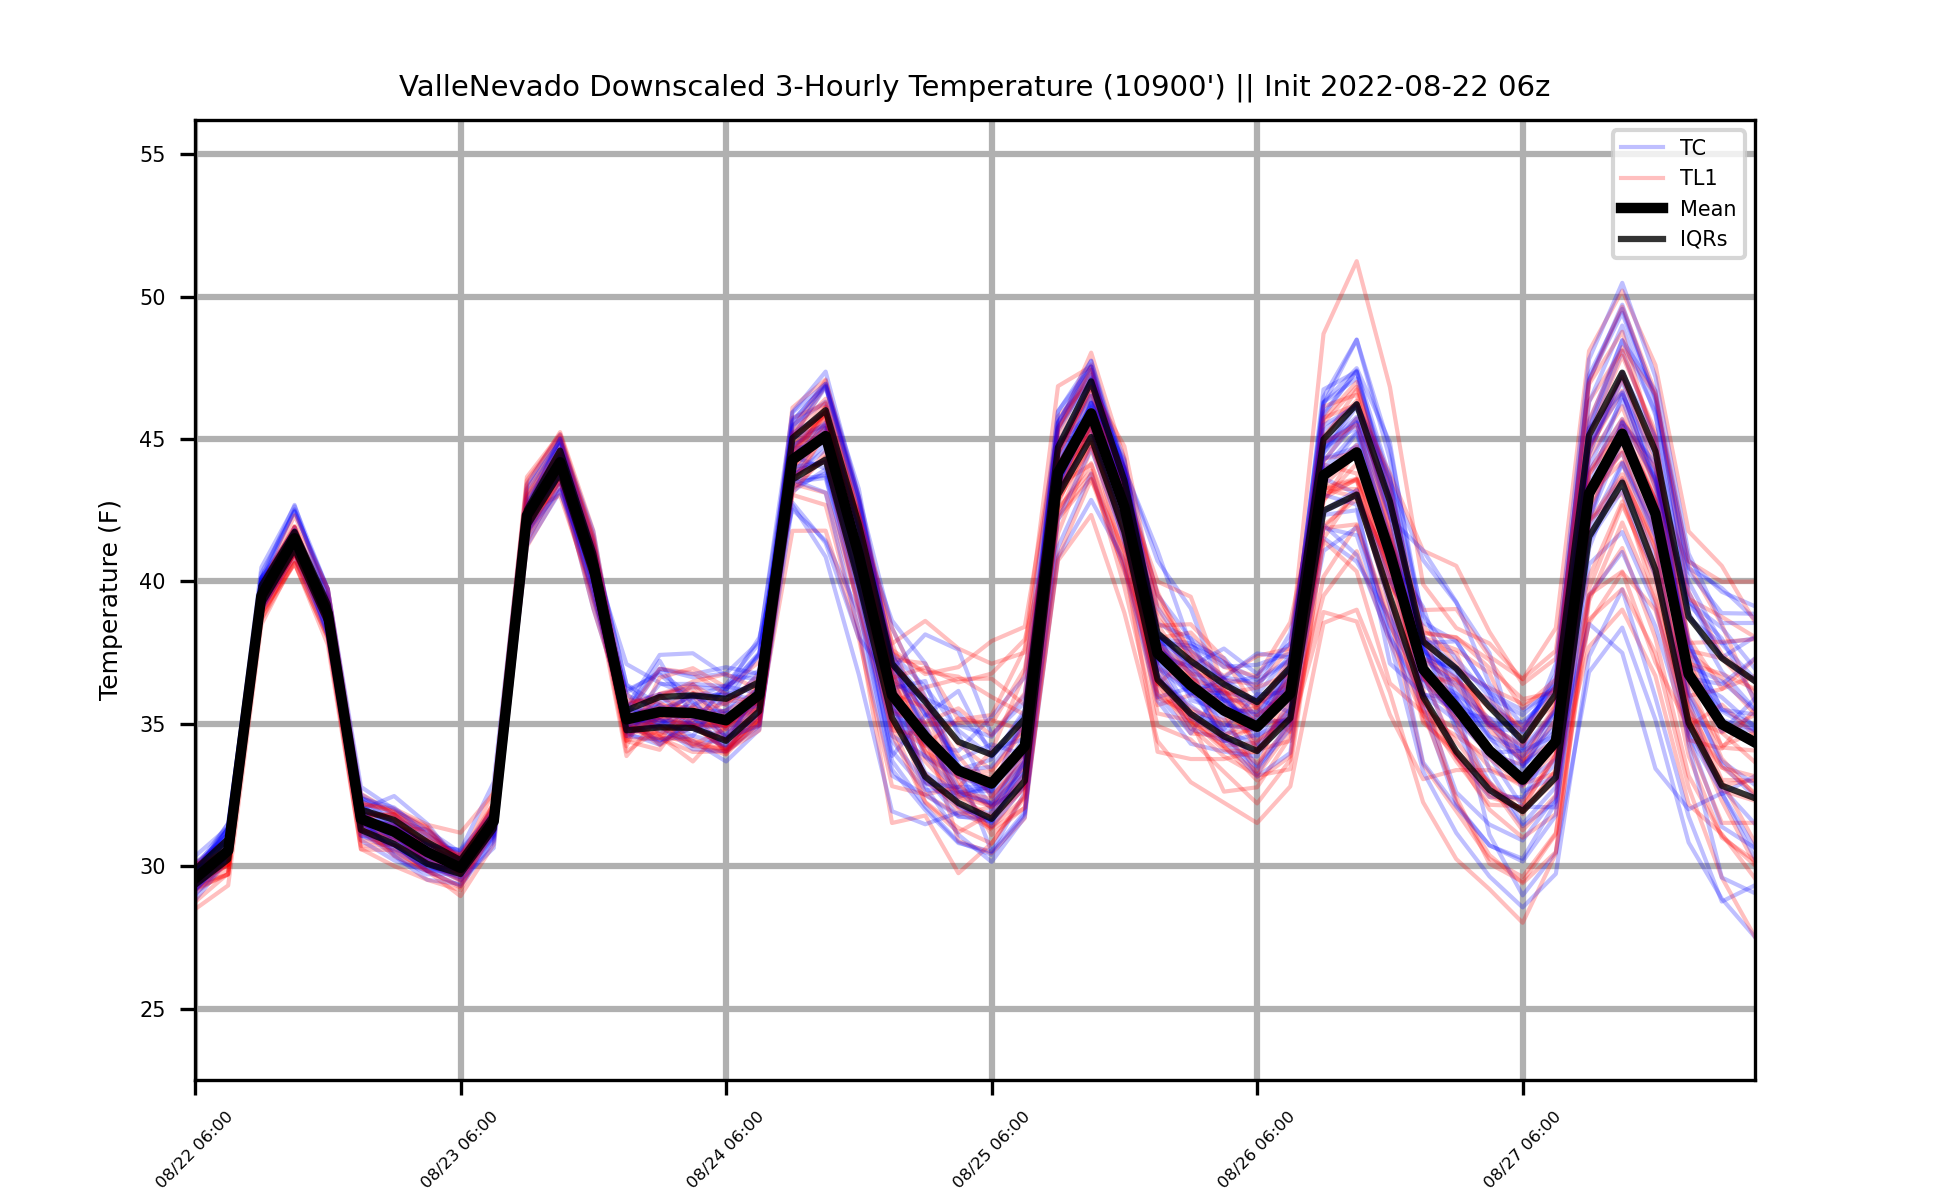 ValleNevado Downscaled 3-Hourly Temperature (10900') || Init 2022-08-22 06z
TC
TL1
Mean
IQRs
Temperature (F)
55
50
45
40
35
30
25
08/22 06:00
08/23 06:00
08/24 06:00
08/25 06:00
08/26 06:00
08/27 06:00